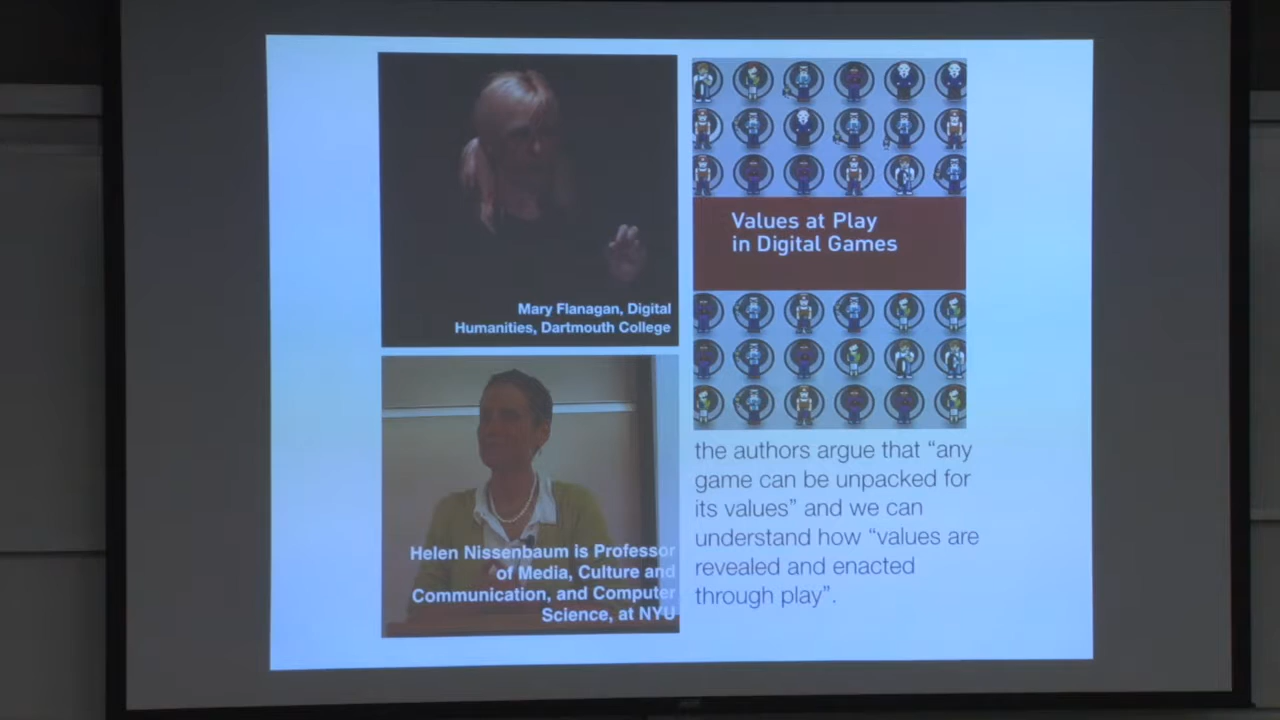 Mary Flanagan, Digital
Humanities, Dartmouth College
Helen Nissenbaum is Professor
of Media, Culture and
Communication, and Computer
Science, at NYU
Values at Play
in Digital Games
the authors argue that “any
game can be unpacked for
its values” and we can
understand how “values are
revealed and enacted
through play”.